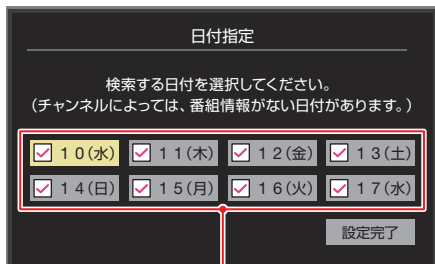 日付指定
検索する日付を選択してください。
（チャンネルによっては、番組情報がない日付があります。）
１０(水) １１(木) １２(金) １３(土)
１４(日) １５(月) １６(火) １７(水)
設定完了